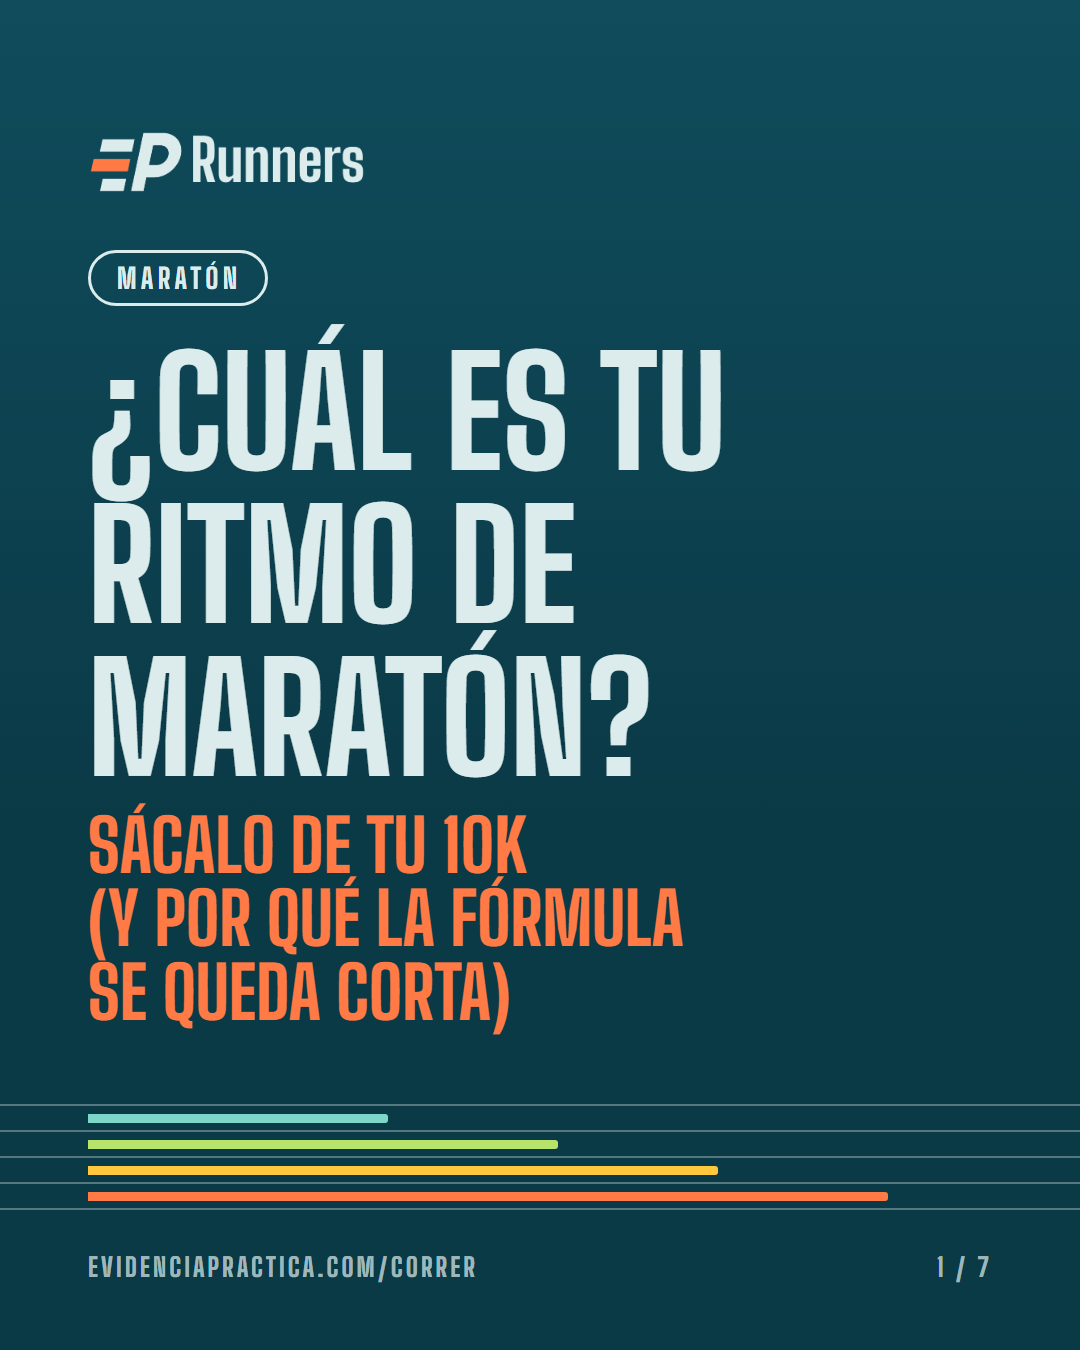 EP Runners
MARATÓN
¿CUÁL ES TU
RITMO DE
MARATÓN?
SÁCALO DE TU 10K
(Y POR QUÉ LA FÓRMULA
SE QUEDA CORTA)
EVIDENCIAPRACTICA.COM/CORRER
1 / 7